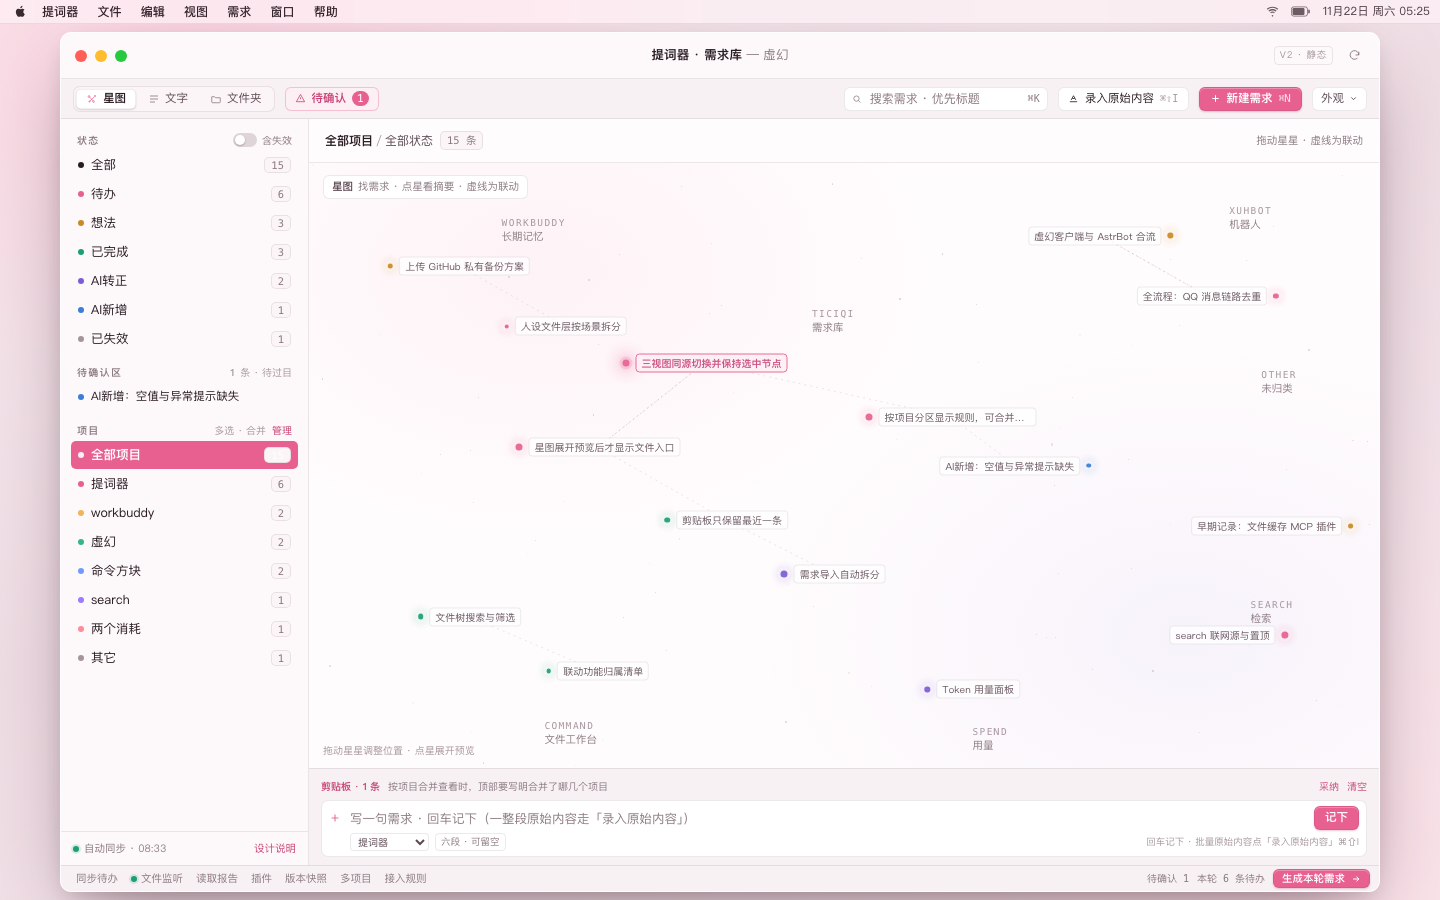 提词器 文件 编辑 视图 需求 窗口 帮助
11月22日 周六 05:25
提词器 · 需求库 — 虚幻
V2 · 静态
星图 文字 文件夹 待确认 1
搜索需求 · 优先标题 ⌘K
录入原始内容 ⌘⇧I
+ 新建需求 ⌘N
外观
状态 含失效
全部 15
待办 6
想法 3
已完成 3
AI转正 2
AI新增 1
已失效 1
待确认区 1 条 · 待过目
AI新增：空值与异常提示缺失
项目 多选 · 合并 管理
全部项目
提词器 6
workbuddy 2
虚幻 2
命令方块 2
search 1
两个消耗 1
其它 1
自动同步 · 08:33 设计说明
全部项目 / 全部状态 15 条
拖动星星 · 虚线为联动
星图 找需求 · 点星看摘要 · 虚线为联动
WORKBUDDY
长期记忆
XUHBOT
机器人
虚幻客户端与 AstrBot 合流
上传 GitHub 私有备份方案
全流程：QQ 消息链路去重
TICIQI
需求库
人设文件层按场景拆分
三视图同源切换并保持选中节点
OTHER
未归类
按项目分区显示规则，可合并…
星图展开预览后才显示文件入口
AI新增：空值与异常提示缺失
剪贴板只保留最近一条
早期记录：文件缓存 MCP 插件
需求导入自动拆分
SEARCH
检索
文件树搜索与筛选
search 联网源与置顶
联动功能归属清单
Token 用量面板
COMMAND
文件工作台
SPEND
用量
拖动星星调整位置 · 点星展开预览
剪贴板 · 1 条 按项目合并查看时，顶部要写明合并了哪几个项目
采纳 清空
+ 写一句需求 · 回车记下（一整段原始内容走「录入原始内容」）
记下
提词器 六段 · 可留空
回车记下 · 批量原始内容点「录入原始内容」⌘⇧I
同步待办 文件监听 读取报告 插件 版本快照 多项目 接入规则
待确认 1 本轮 6 条待办 生成本轮需求 →